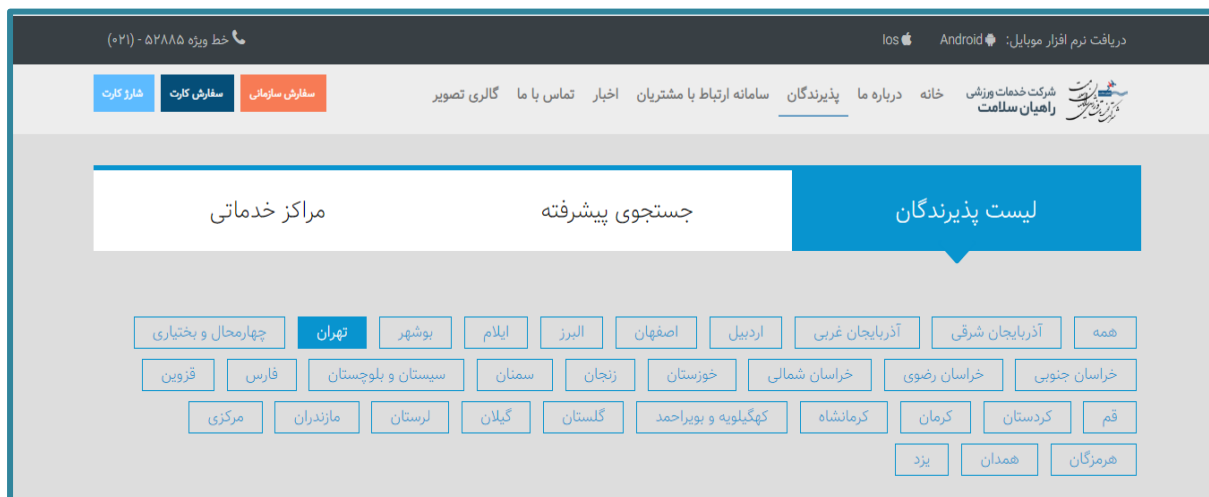 دریافت نرم افزار موبایل: Android Ios
خط ویژه ۵۲۸۸۵ - (۰۲۱)
شرکت خدمات ورزشی
راهیان سلامت
خانه درباره ما پذیرندگان سامانه ارتباط با مشتریان اخبار تماس با ما گالری تصویر
سفارش سازمانی سفارش کارت شارژ کارت
لیست پذیرندگان جستجوی پیشرفته مراکز خدماتی
همه آذربایجان شرقی آذربایجان غربی اردبیل اصفهان البرز ایلام بوشهر تهران چهارمحال و بختیاری
خراسان جنوبی خراسان رضوی خراسان شمالی خوزستان زنجان سمنان سیستان و بلوچستان فارس قزوین
قم کردستان کرمان کرمانشاه کهگیلویه و بویراحمد گلستان گیلان لرستان مازندران مرکزی
هرمزگان همدان یزد